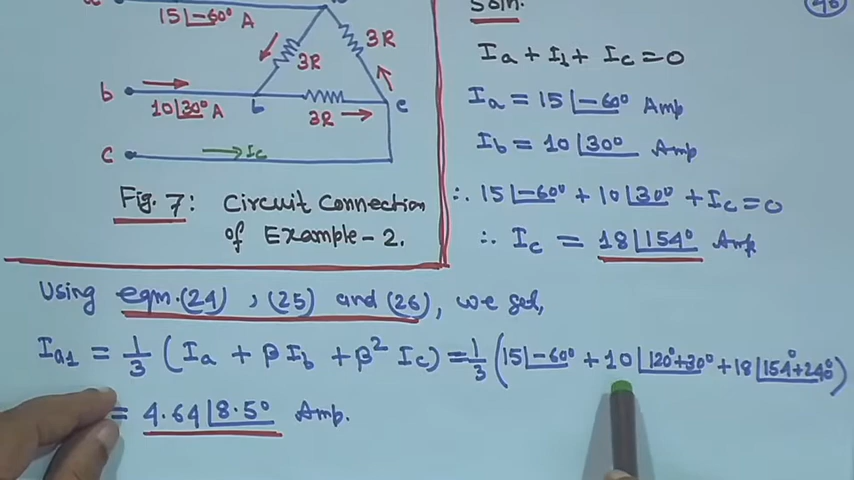 15∠-60° A
3R
3R
b
10∠30° A
b
3R
c
c
Ic
Fig. 7: Circuit Connection
of Example-2.
Soln.
Ia + Ib + Ic = 0
Ia = 15∠-60° Amp
Ib = 10∠30° Amp
∴ 15∠-60° + 10∠30° + Ic = 0
∴ Ic = 18∠154° Amp
Using eqn.(24), (25) and (26), we get,
Ia1 = 1/3 (Ia + βIb + β² Ic) = 1/3 (15∠-60° + 10∠120°+30° + 18∠154°+240°)
= 4.64∠8.5° Amp.